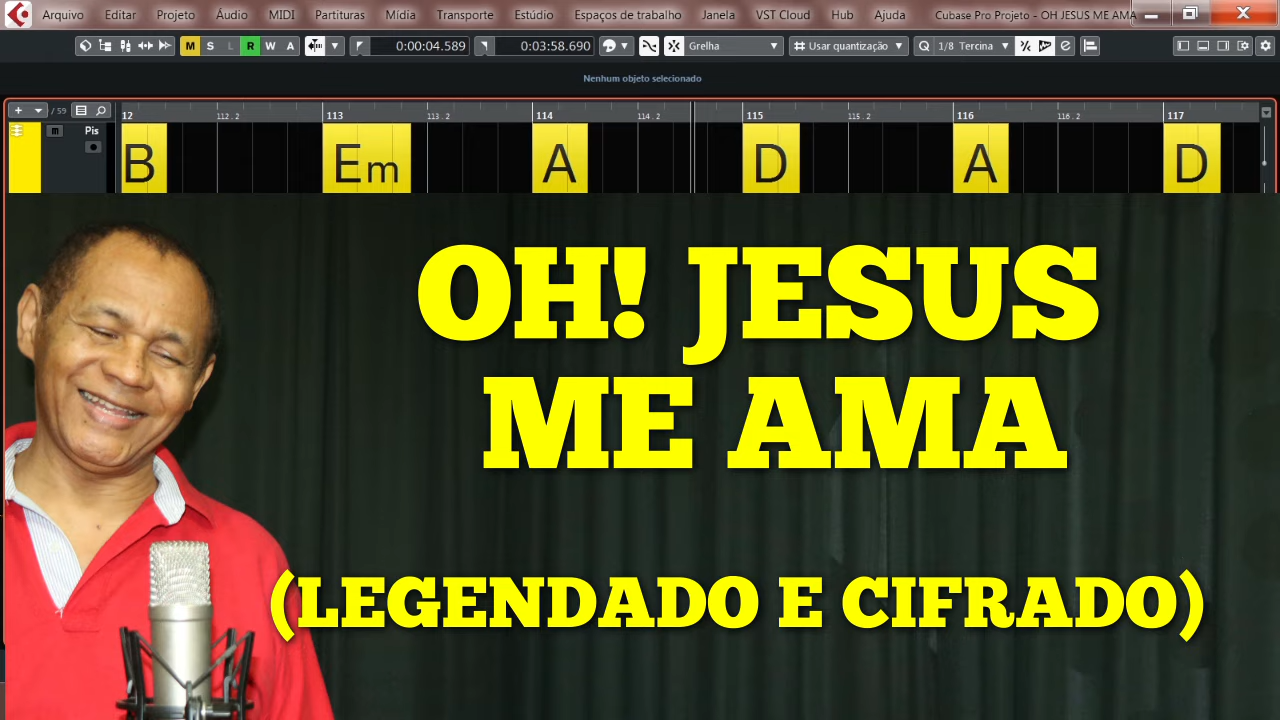 Arquivo Editar Projeto Áudio MIDI Partituras Mídia Transporte Estúdio Espaços de trabalho Janela VST Cloud Hub Ajuda Cubase Pro Projeto - OH JESUS ME AMA
M S L R W A 0:00:04.589 0:03:58.690 Grelha Usar quantização Q 1/8 Tercina
Nenhum objeto selecionado
/ 59 12 112. 2 113 113. 2 114 114. 2 115 115. 2 116 116. 2 117
m Pis
B Em A D A D
OH! JESUS
ME AMA
(LEGENDADO E CIFRADO)